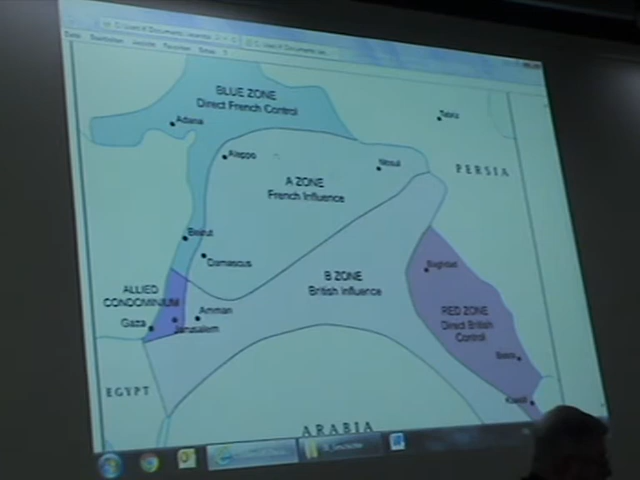 BLUE ZONE
Direct French Control
Adana
Tabriz
Aleppo
Mosul
PERSIA
A ZONE
French Influence
Beirut
Damascus
Baghdad
B ZONE
British Influence
ALLIED
CONDOMINIUM
Amman
RED ZONE
Direct British
Control
Gaza
Jerusalem
Basra
EGYPT
Kuwait
ARABIA